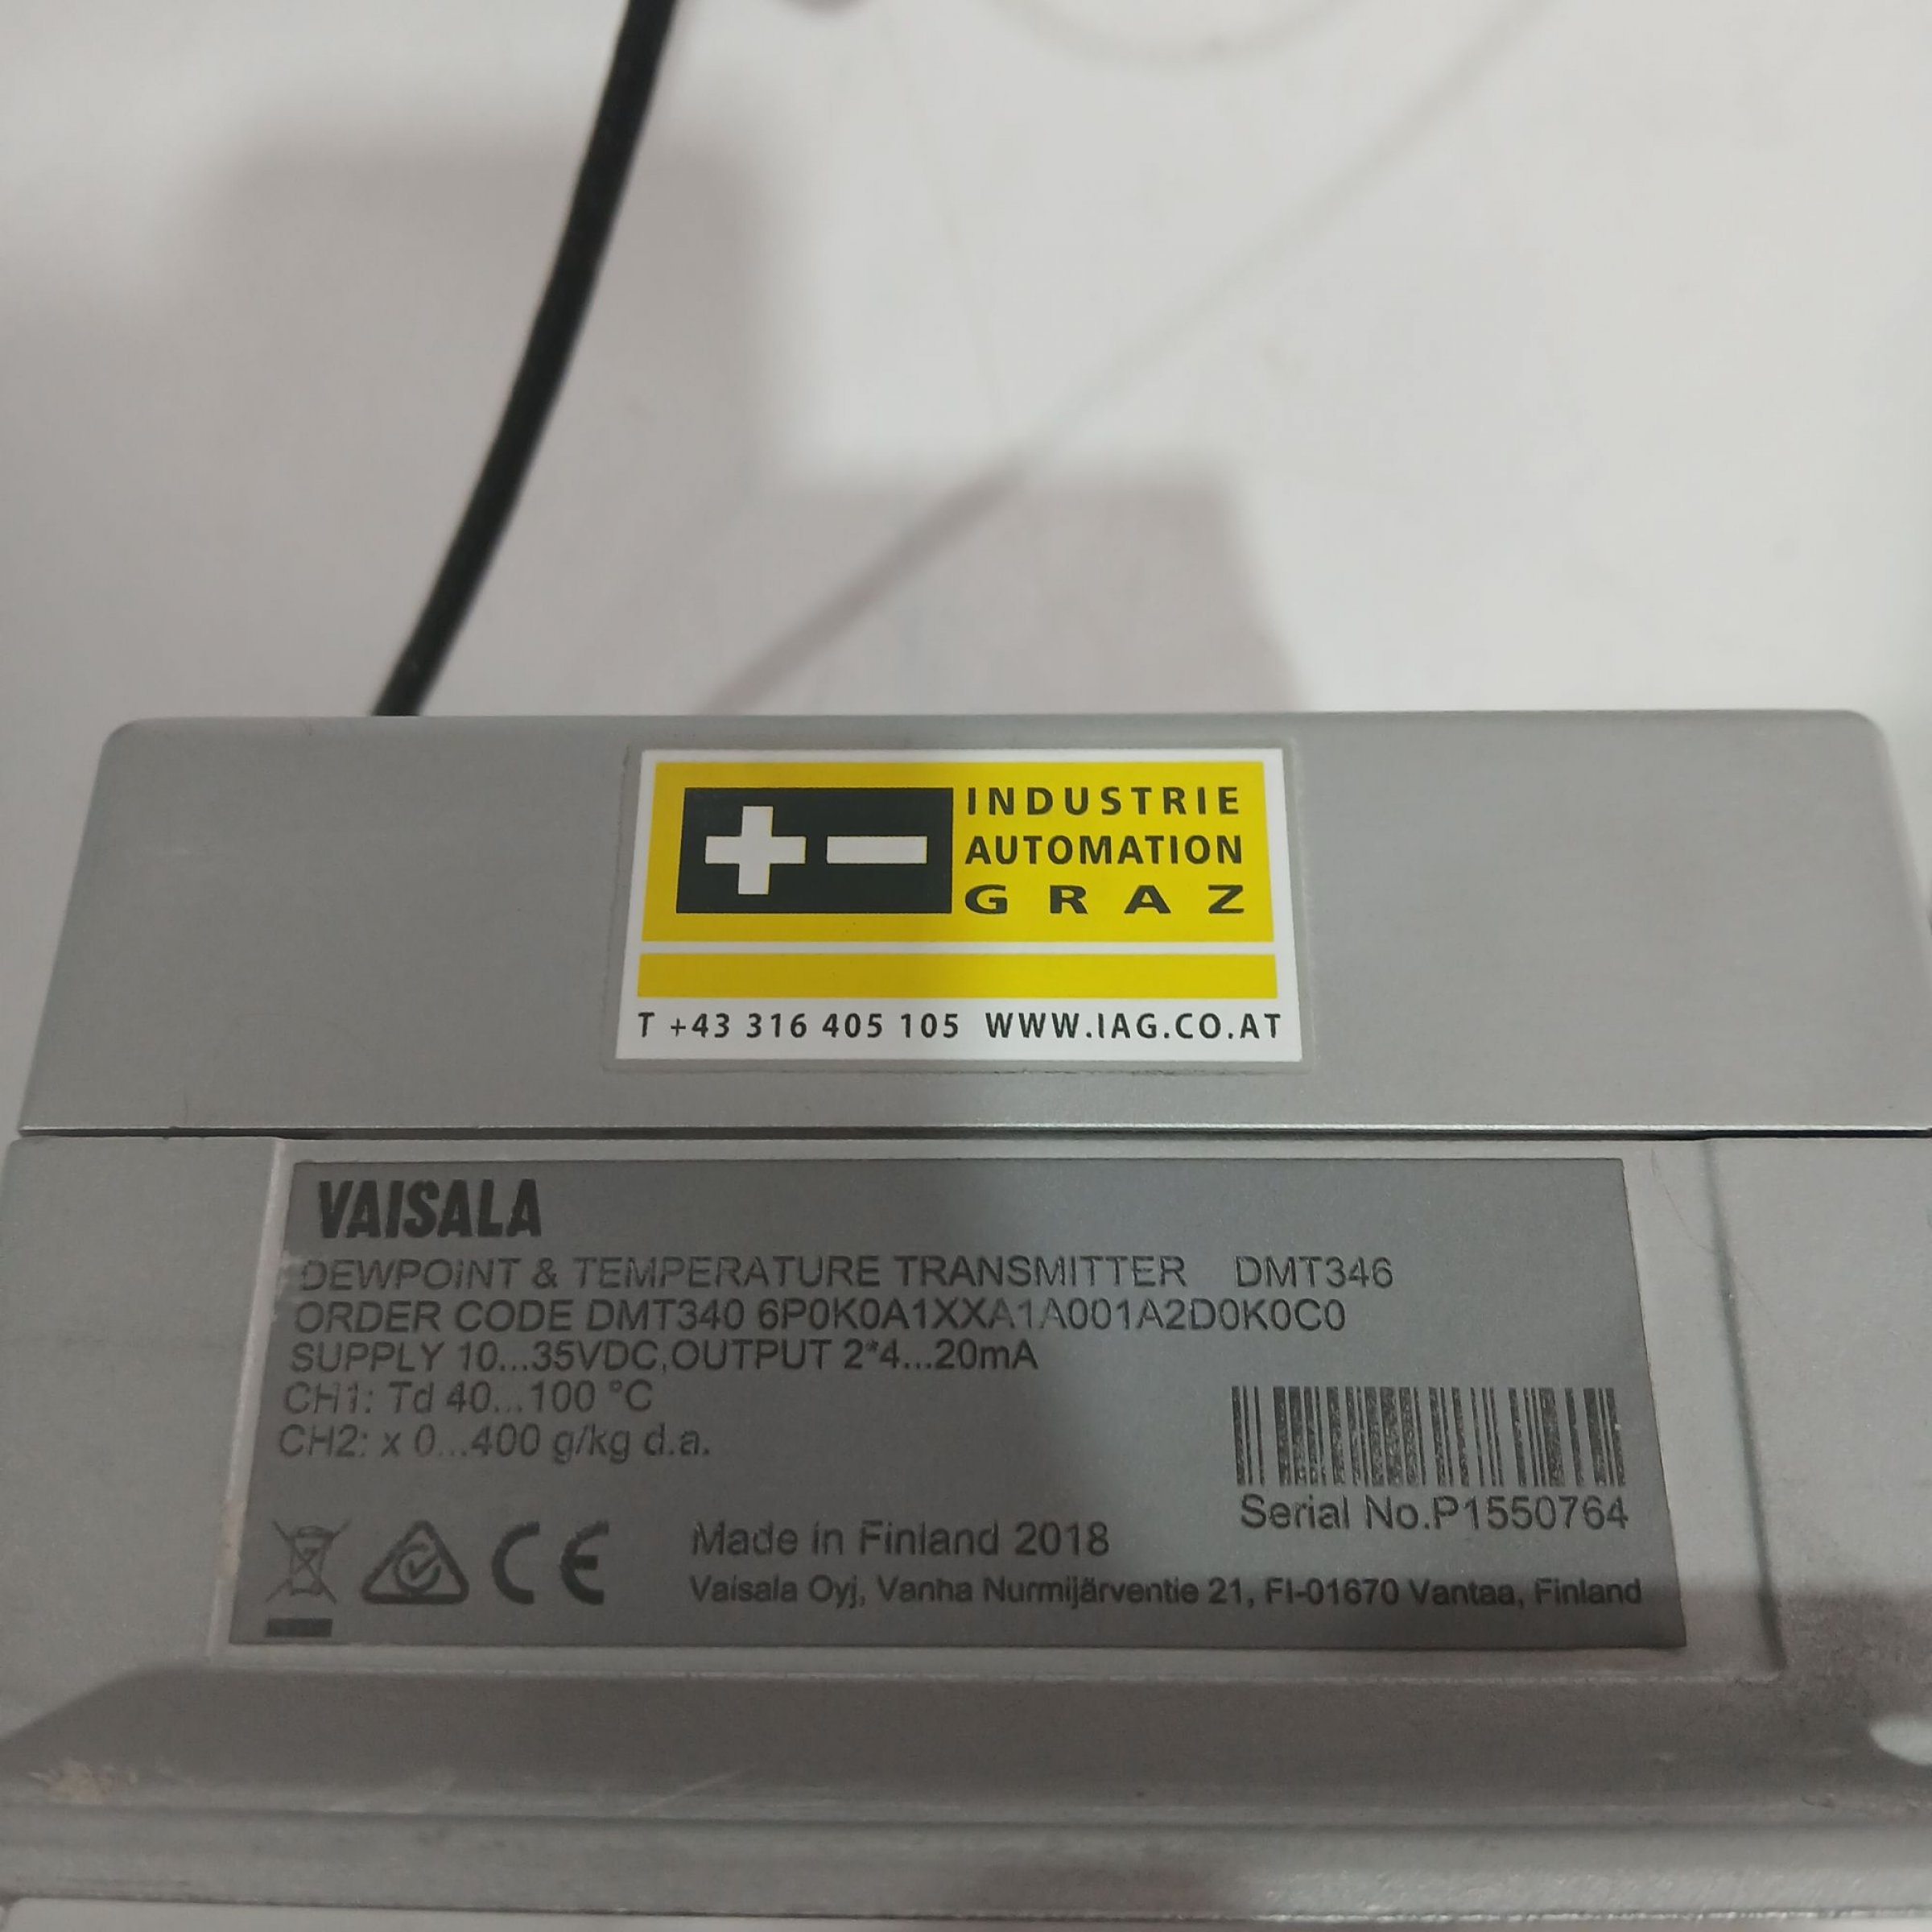 INDUSTRIE
AUTOMATION
GRAZ
T +43 316 405 105 WWW.IAG.CO.AT
VAISALA
DEWPOINT & TEMPERATURE TRANSMITTER DMT346
ORDER CODE DMT340 6P0K0A1XXA1A001A2D0K0C0
SUPPLY 10...35VDC,OUTPUT 2*4...20mA
CH1: Td 40...100 °C
CH2: x 0...400 g/kg d.a.
Serial No.P1550764
CE
Made in Finland 2018
Vaisala Oyj, Vanha Nurmijärventie 21, FI-01670 Vantaa, Finland